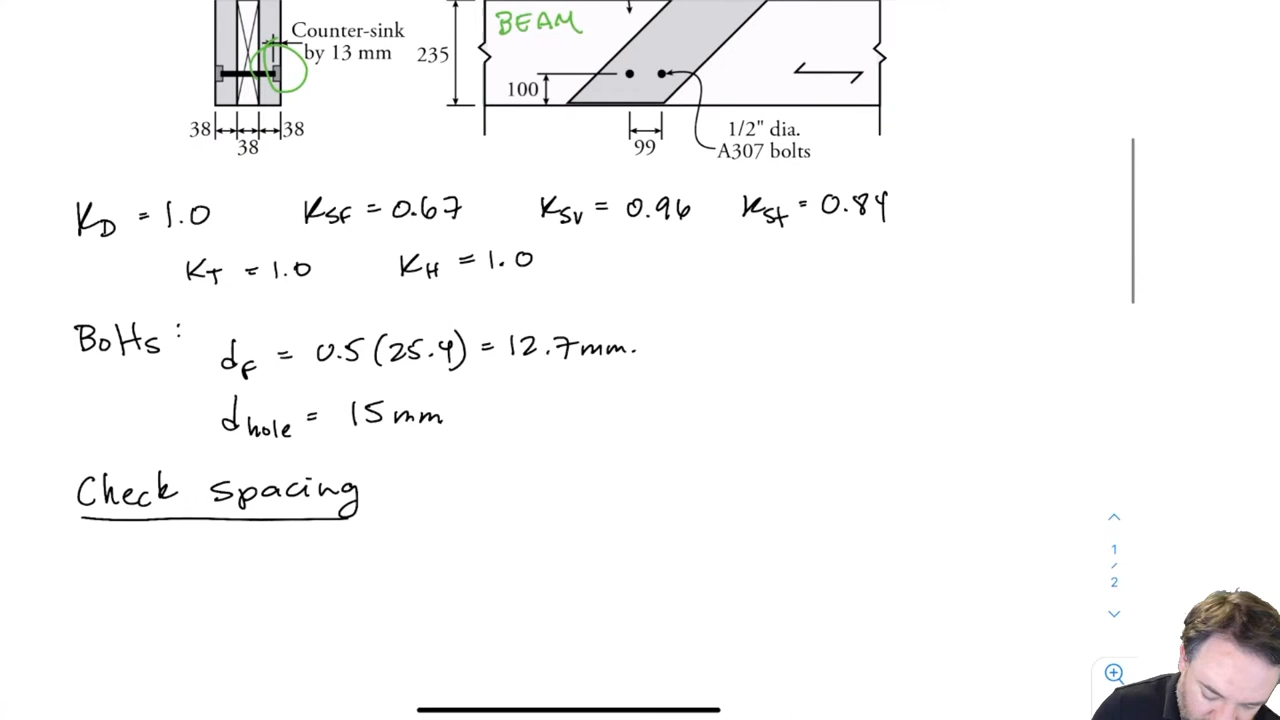 Counter-sink
by 13 mm
38
38
38
BEAM
235
100
99
1/2" dia.
A307 bolts
K_D = 1.0 K_SF = 0.67 K_SV = 0.96 K_St = 0.84
K_T = 1.0 K_H = 1.0
Bolts : d_F = 0.5 (25.4) = 12.7mm.
d_hole = 15 mm
Check spacing
1
/
2